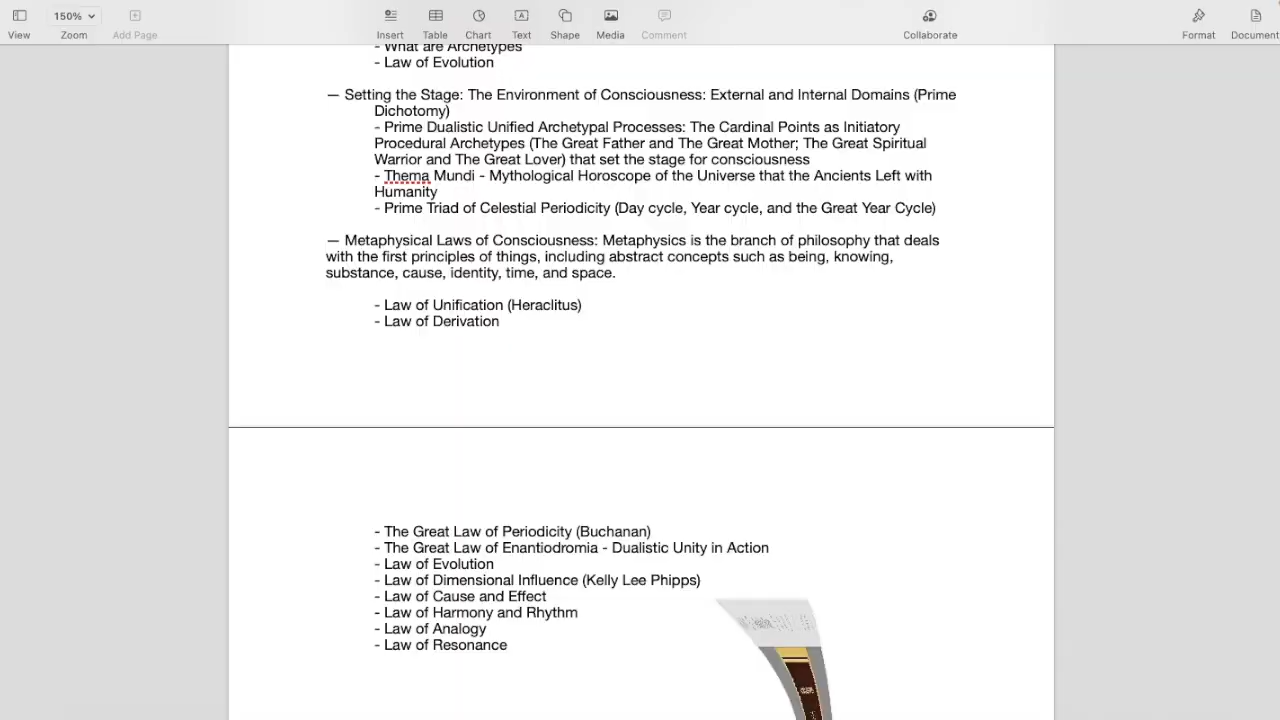 150%
View
Zoom
Add Page
Insert
Table
Chart
Text
Shape
Media
Comment
Collaborate
Format
Document
- What are Archetypes
- Law of Evolution
— Setting the Stage: The Environment of Consciousness: External and Internal Domains (Prime
Dichotomy)
- Prime Dualistic Unified Archetypal Processes: The Cardinal Points as Initiatory
Procedural Archetypes (The Great Father and The Great Mother; The Great Spiritual
Warrior and The Great Lover) that set the stage for consciousness
- Thema Mundi - Mythological Horoscope of the Universe that the Ancients Left with
Humanity
- Prime Triad of Celestial Periodicity (Day cycle, Year cycle, and the Great Year Cycle)
— Metaphysical Laws of Consciousness: Metaphysics is the branch of philosophy that deals
with the first principles of things, including abstract concepts such as being, knowing,
substance, cause, identity, time, and space.
- Law of Unification (Heraclitus)
- Law of Derivation
- The Great Law of Periodicity (Buchanan)
- The Great Law of Enantiodromia - Dualistic Unity in Action
- Law of Evolution
- Law of Dimensional Influence (Kelly Lee Phipps)
- Law of Cause and Effect
- Law of Harmony and Rhythm
- Law of Analogy
- Law of Resonance